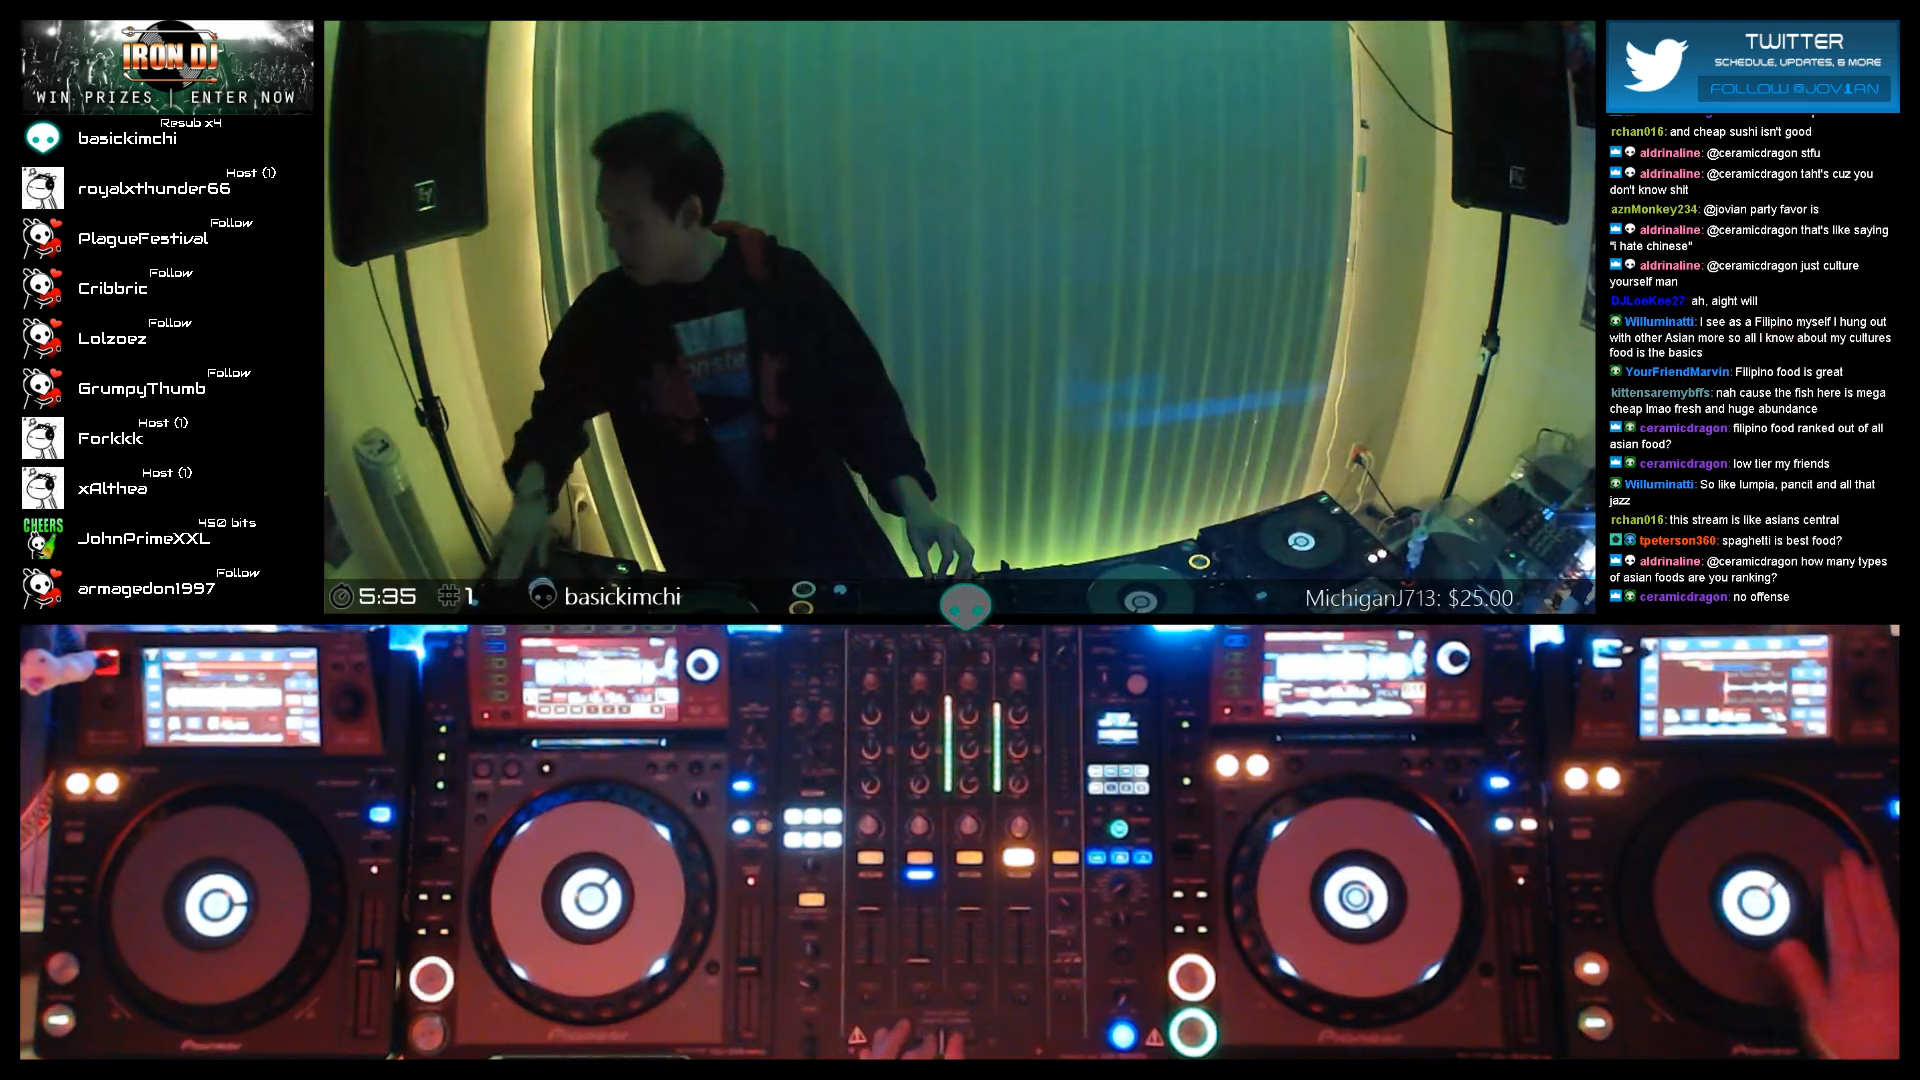 IRON DJ
WIN PRIZES | ENTER NOW
Resub x4
basickimchi
Host (1)
royalxthunder66
Follow
PlagueFestival
Follow
Cribbric
Follow
Lolzoez
Follow
GrumpyThumb
Host (1)
Forkkk
Host (1)
xAlthea
CHEERS
450 bits
JohnPrimeXXL
Follow
armagedon1997
5:35 #1 basickimchi
MichiganJ713: $25.00
TWITTER
SCHEDULE, UPDATES, & MORE
FOLLOW @JOV1AN
rchan016: and cheap sushi isn't good
aldrinaline: @ceramicdragon stfu
aldrinaline: @ceramicdragon taht's cuz you
don't know shit
aznMonkey234: @jovian party favor is
aldrinaline: @ceramicdragon that's like saying
"i hate chinese"
aldrinaline: @ceramicdragon just culture
yourself man
DJLeeKee27: ah, aight will
Willuminatti: I see as a Filipino myself I hung out
with other Asian more so all I know about my cultures
food is the basics
YourFriendMarvin: Filipino food is great
kittensaremybffs: nah cause the fish here is mega
cheap lmao fresh and huge abundance
ceramicdragon: filipino food ranked out of all
asian food?
ceramicdragon: low tier my friends
Willuminatti: So like lumpia, pancit and all that
jazz
rchan016: this stream is like asians central
tpeterson360: spaghetti is best food?
aldrinaline: @ceramicdragon how many types
of asian foods are you ranking?
ceramicdragon: no offense
Pioneer
Pioneer
Pioneer
Pioneer